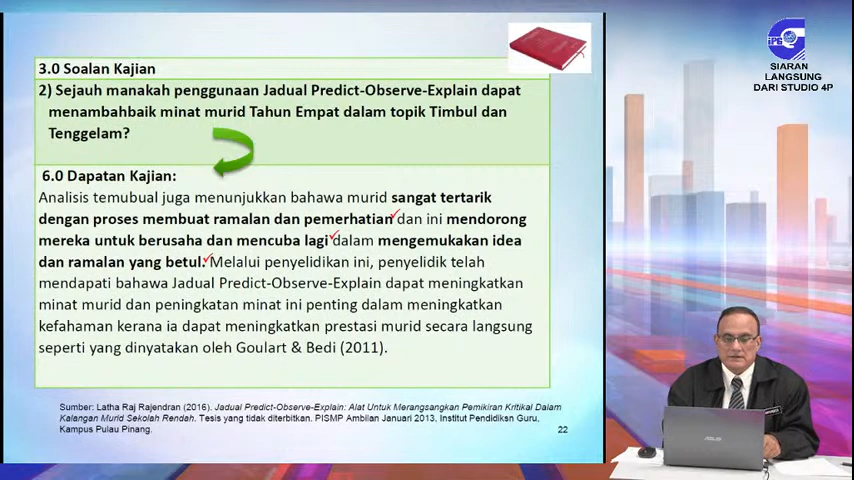 3.0 Soalan Kajian
2) Sejauh manakah penggunaan Jadual Predict-Observe-Explain dapat
menambahbaik minat murid Tahun Empat dalam topik Timbul dan
Tenggelam?
6.0 Dapatan Kajian:
Analisis temubual juga menunjukkan bahawa murid sangat tertarik
dengan proses membuat ramalan dan pemerhatian dan ini mendorong
mereka untuk berusaha dan mencuba lagi dalam mengemukakan idea
dan ramalan yang betul. Melalui penyelidikan ini, penyelidik telah
mendapati bahawa Jadual Predict-Observe-Explain dapat meningkatkan
minat murid dan peningkatan minat ini penting dalam meningkatkan
kefahaman kerana ia dapat meningkatkan prestasi murid secara langsung
seperti yang dinyatakan oleh Goulart & Bedi (2011).
Sumber: Latha Raj Rajendran (2016). Jadual Predict-Observe-Explain: Alat Untuk Merangsangkan Pemikiran Kritikal Dalam
Kalangan Murid Sekolah Rendah. Tesis yang tidak diterbitkan. PISMP Ambilan Januari 2013, Institut Pendidiksn Guru,
Kampus Pulau Pinang.
22
SIARAN
LANGSUNG
DARI STUDIO 4P
ASUS